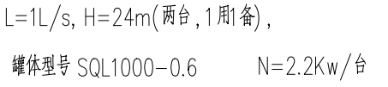 L=1L/s, H=24m(两台,1用1备),
罐体型号 SQL1000-0.6 N=2.2Kw/台